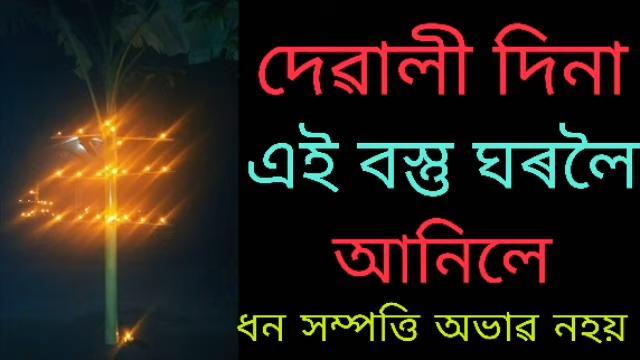 দেৱালী দিনা
এই বস্তু ঘৰলৈ
আনিলে
ধন সম্পত্তি অভাৱ নহয়